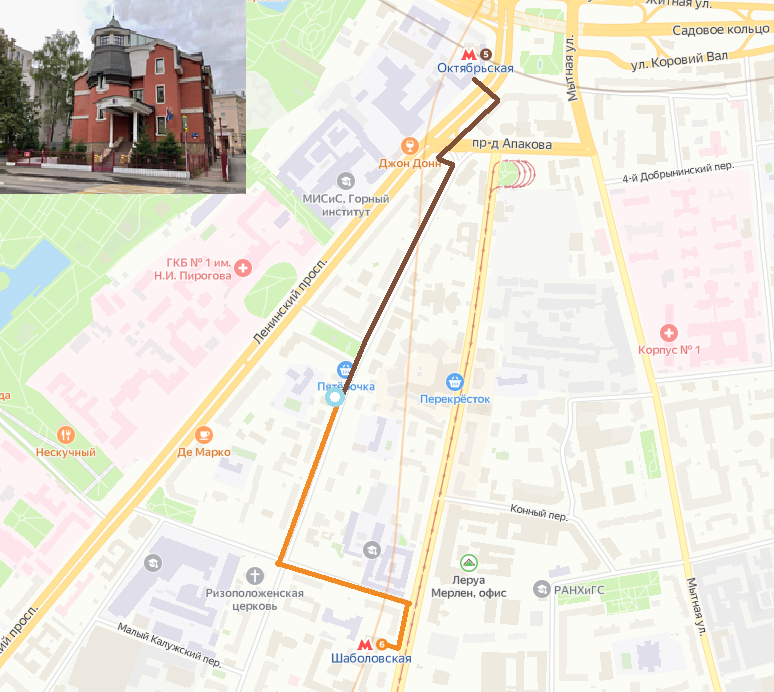 Житная ул.
Садовое кольцо
ул. Коровий Вал
5
Октябрьская
Мытная ул.
пр-д Апакова
Джон Донн
4-й Добрынинский пер.
МИСиС, Горный
институт
ГКБ № 1 им.
Н.И. Пирогова
Ленинский просп.
Корпус № 1
Пятёрочка
Перекрёсток
да
Нескучный
Де Марко
Конный пер.
Леруа
Мерлен, офис
РАНХиГС
Ризоположенская
церковь
Мытная ул.
ий просп.
Малый Калужский пер.
6
Шаболовская